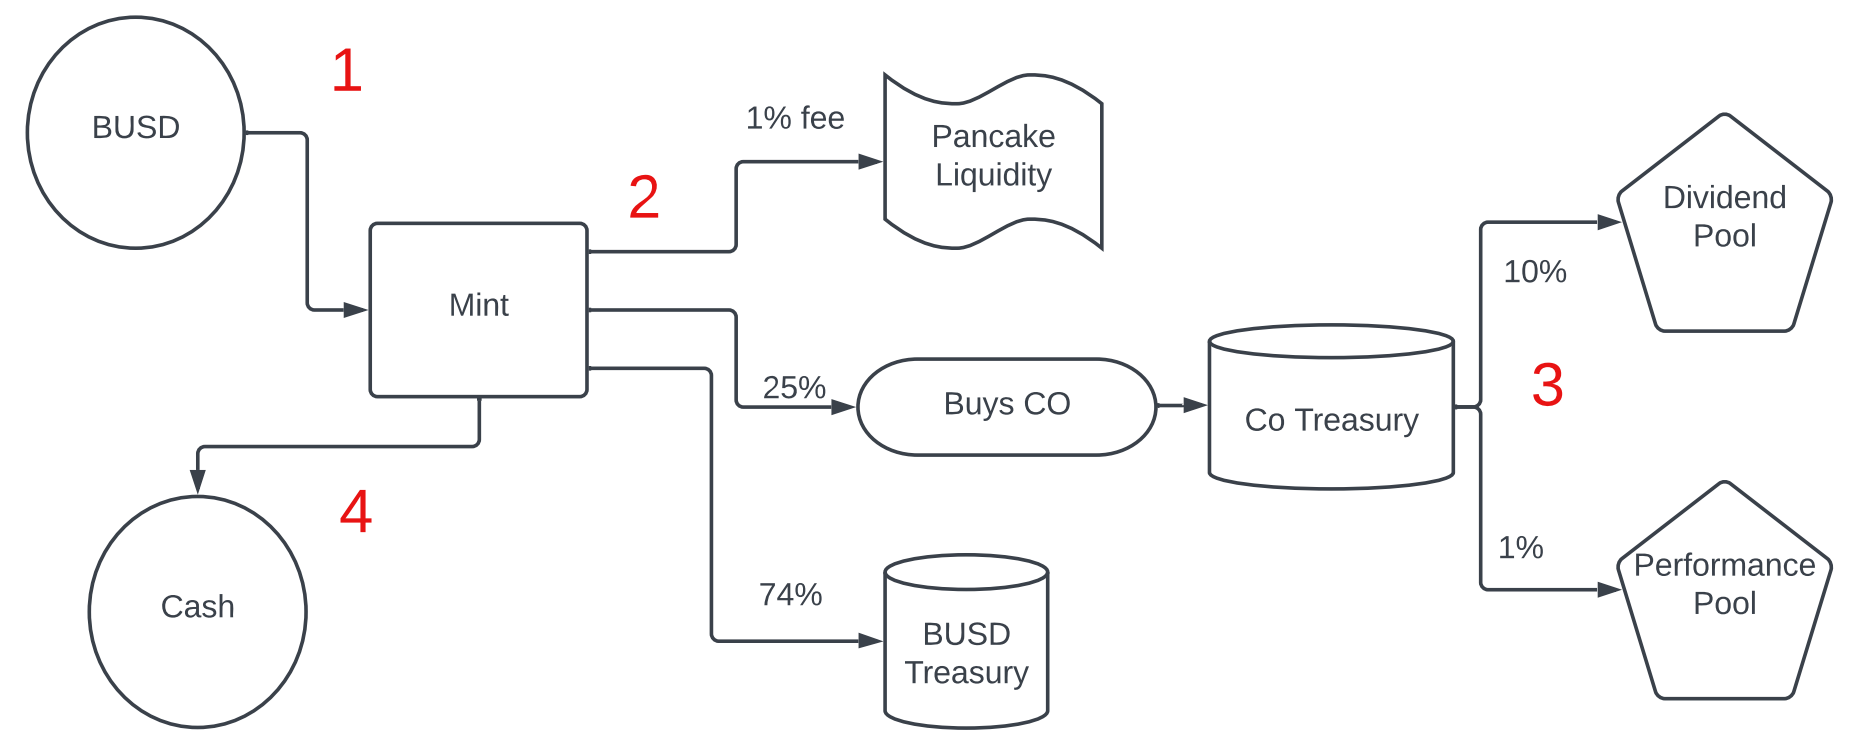 1
BUSD
1% fee
2
Pancake
Liquidity
Mint
Dividend
Pool
10%
25%
Buys CO
Co Treasury
3
4
Cash
74%
BUSD
Treasury
1%
Performance
Pool